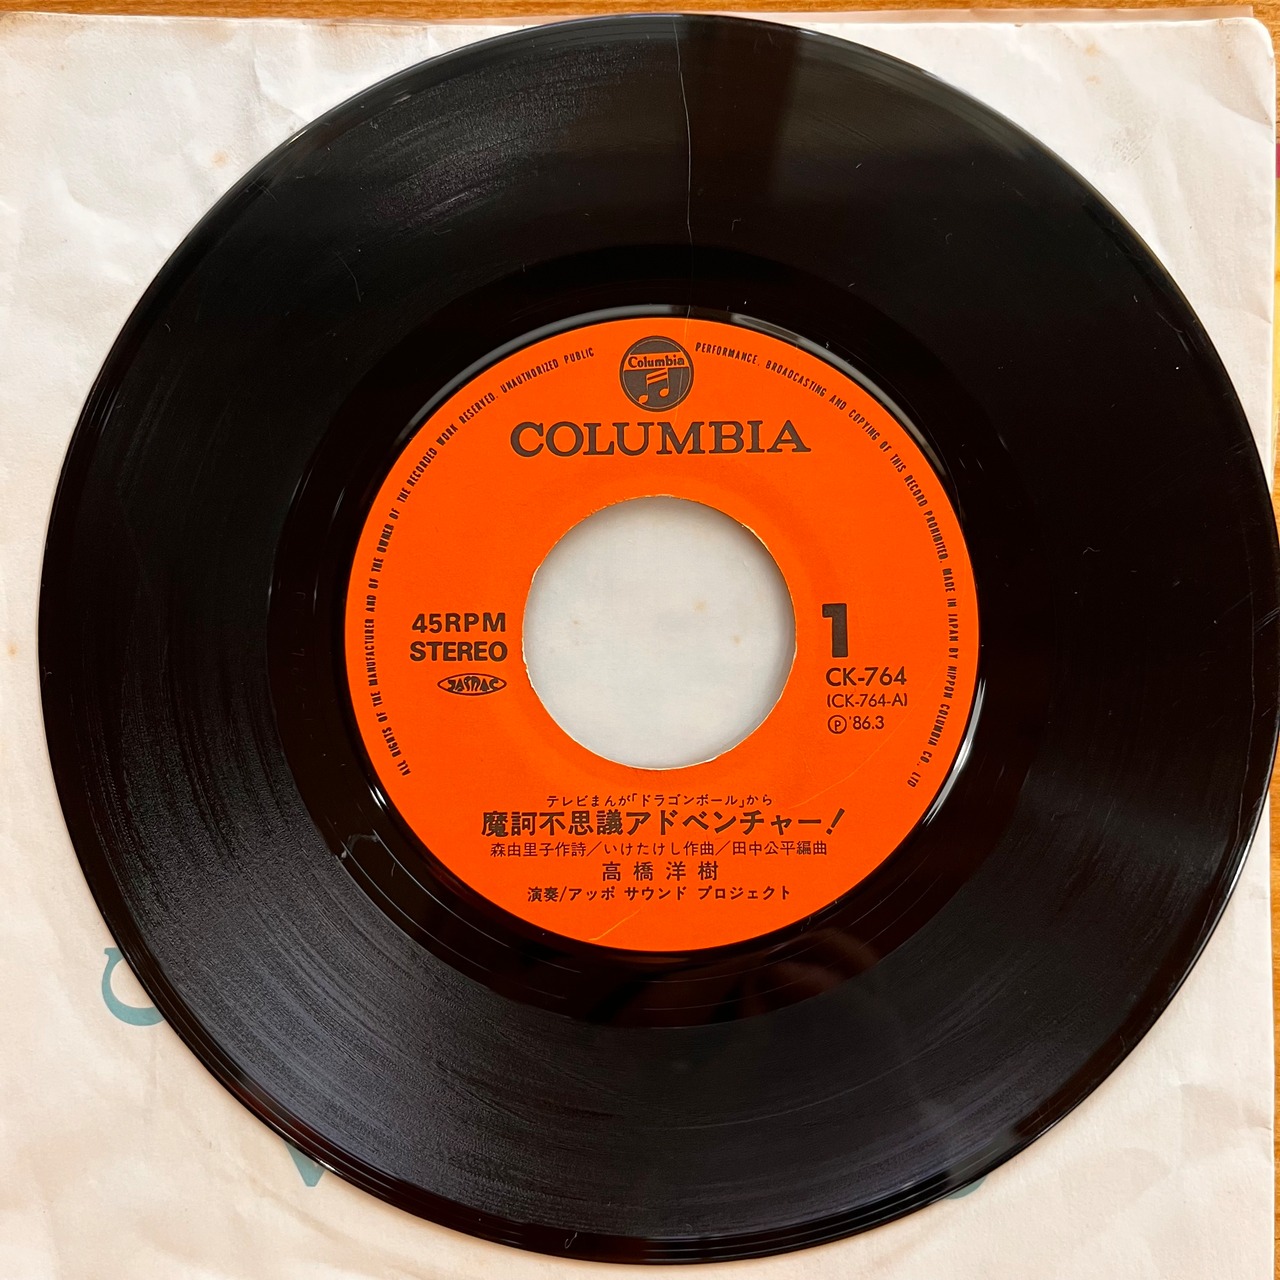 ALL RIGHTS OF THE MANUFACTURER AND OF THE OWNER OF THE RECORDED WORK RESERVED. UNAUTHORIZED PUBLIC PERFORMANCE, BROADCASTING AND COPYING OF THIS RECORD PROHIBITED. MADE IN JAPAN BY NIPPON COLUMBIA CO., LTD
Columbia
COLUMBIA
45RPM
STEREO
JASRAC
1
CK-764
(CK-764-A)
Ⓟ'86.3
テレビまんが「ドラゴンボール」から
魔訶不思議アドベンチャー!
森由里子作詩/いけたけし作曲/田中公平編曲
高橋洋樹
演奏/アッポ サウンド プロジェクト